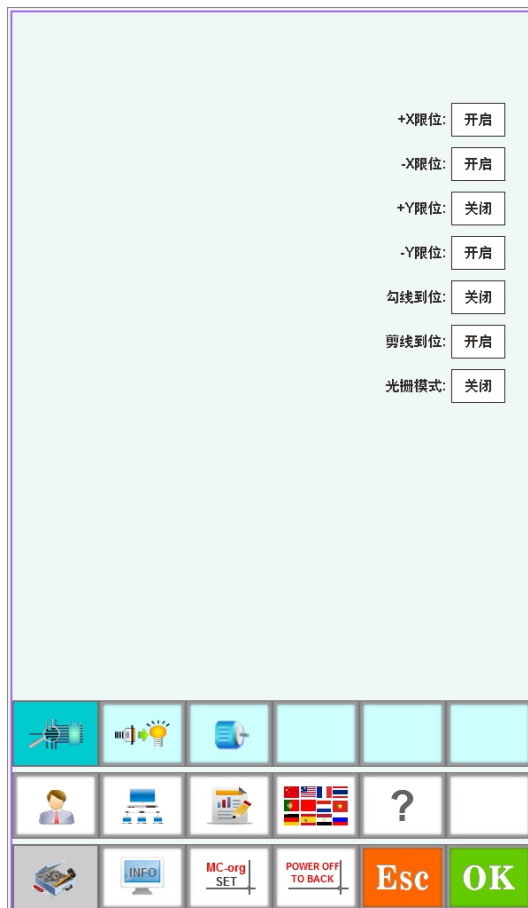 +X限位: 开启
-X限位: 开启
+Y限位: 关闭
-Y限位: 开启
勾线到位: 关闭
剪线到位: 开启
光栅模式: 关闭
?
INFO
MC-org
SET
POWER OFF
TO BACK
Esc
OK